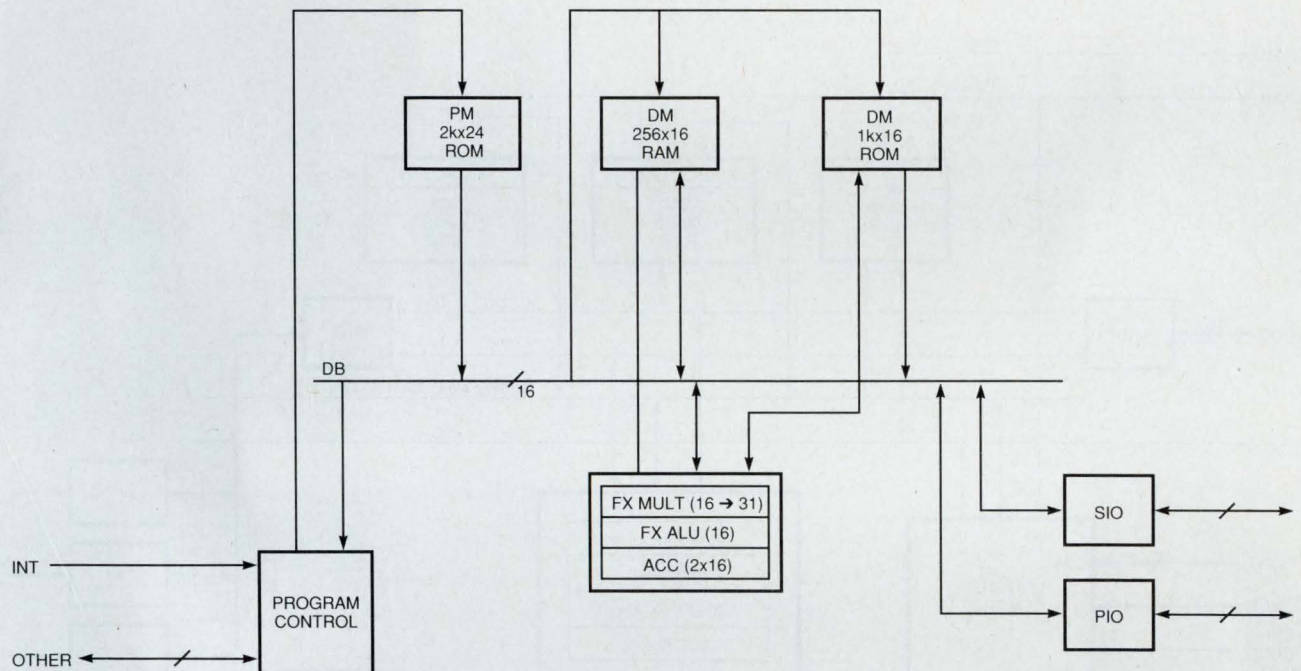 PM
2kx24
ROM
DM
256x16
RAM
DM
1kx16
ROM
DB
16
FX MULT (16 → 31)
FX ALU (16)
ACC (2x16)
SIO
INT
PROGRAM
CONTROL
PIO
OTHER